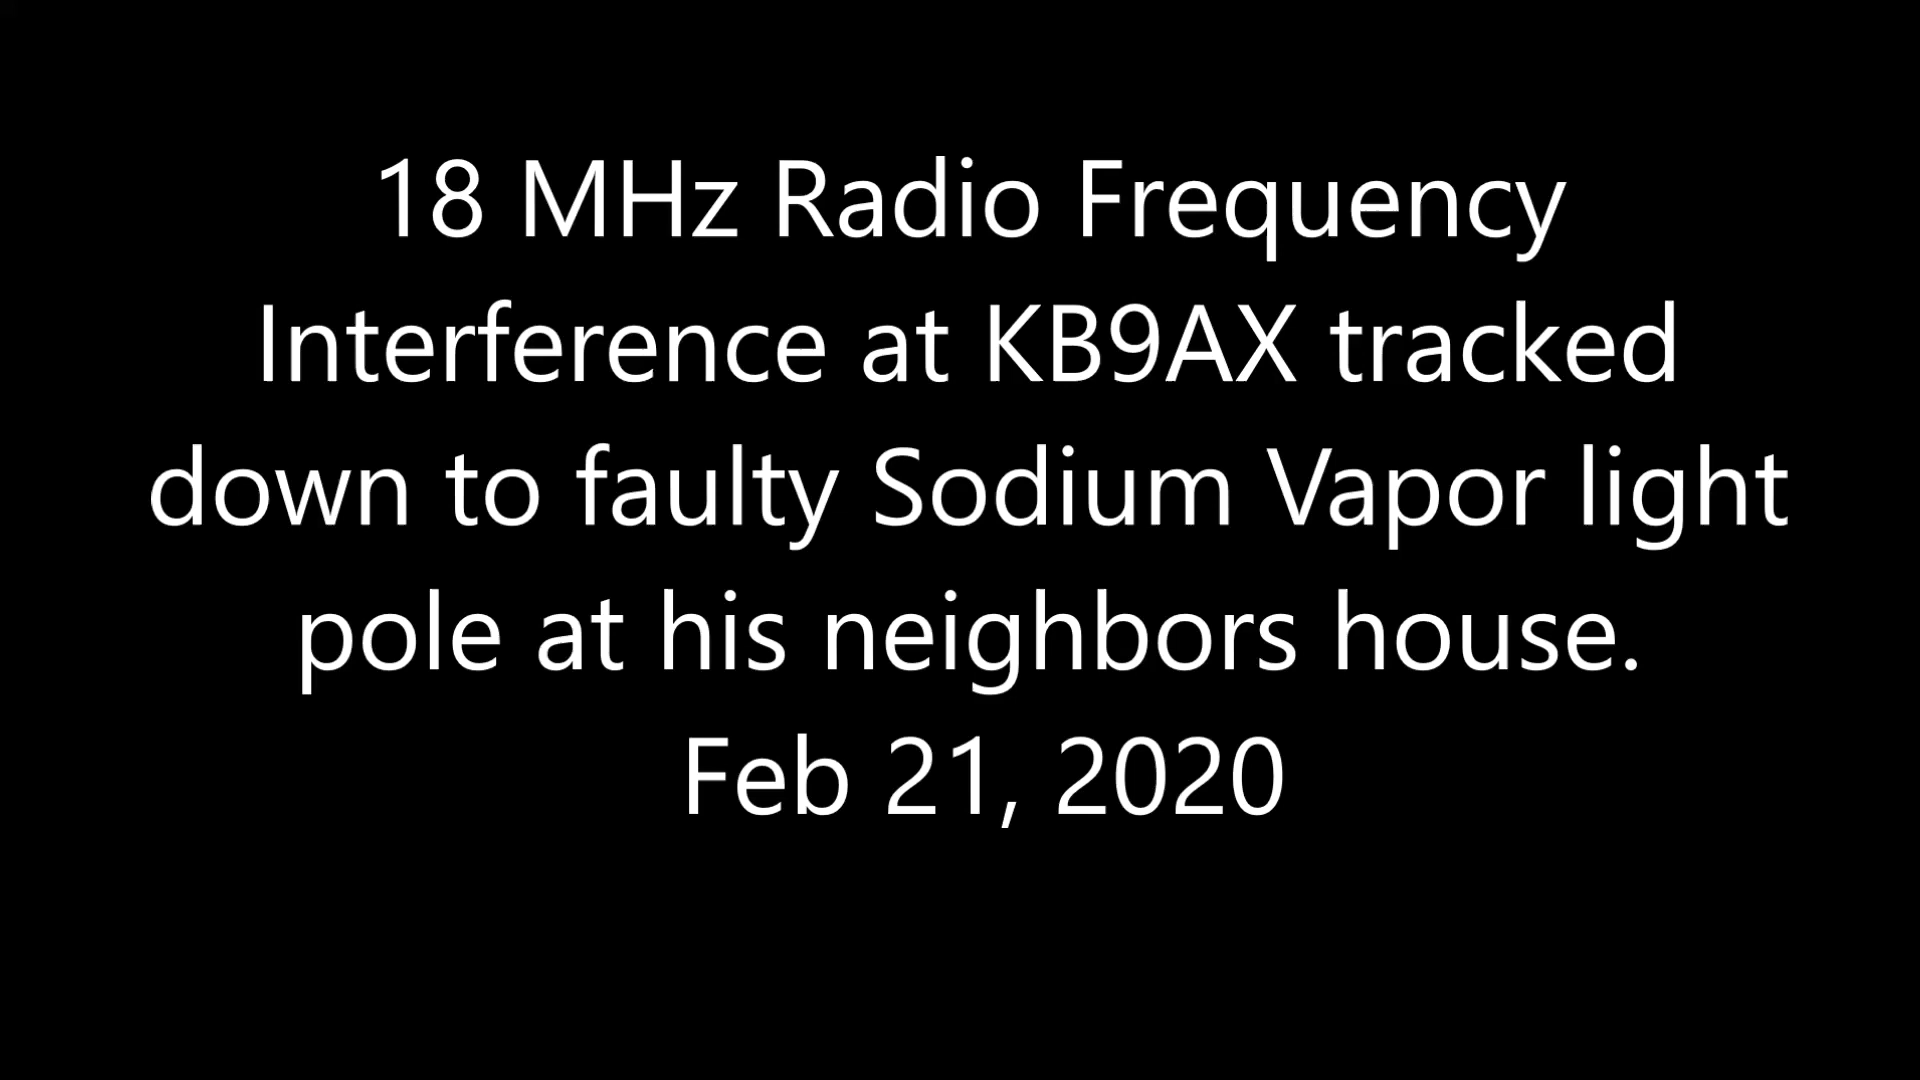 18 MHz Radio Frequency
Interference at KB9AX tracked
down to faulty Sodium Vapor light
pole at his neighbors house.
Feb 21, 2020